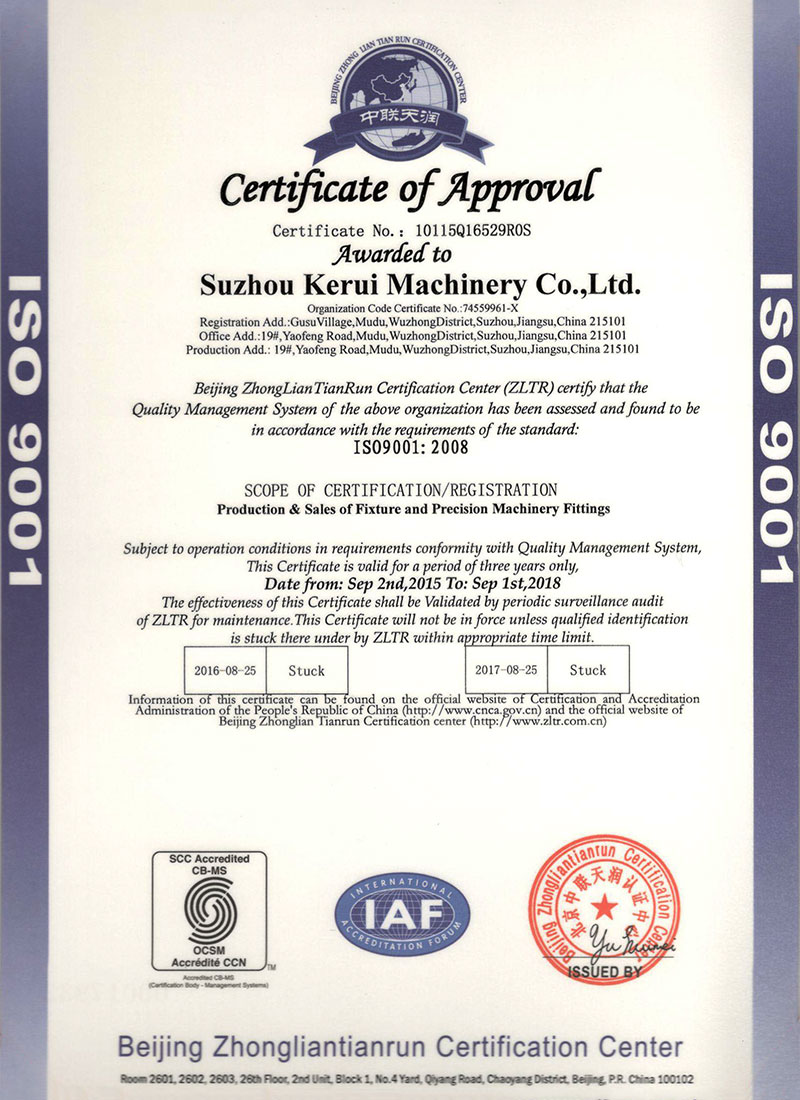 BEIJING ZHONG LIAN TIAN RUN CERTIFICATION CENTER
中联天润
Certificate of Approval
Certificate No.: 10115Q16529R0S
Awarded to
Suzhou Kerui Machinery Co.,Ltd.
Organization Code Certificate No.:74559961-X
Registration Add.:GusuVillage,Mudu,WuzhongDistrict,Suzhou,Jiangsu,China 215101
Office Add.:19#,Yaofeng Road,Mudu,WuzhongDistrict,Suzhou,Jiangsu,China 215101
Production Add.: 19#,Yaofeng Road,Mudu,WuzhongDistrict,Suzhou,Jiangsu,China 215101
ISO 9001
ISO 9001
Beijing ZhongLianTianRun Certification Center (ZLTR) certify that the
Quality Management System of the above organization has been assessed and found to be
in accordance with the requirements of the standard:
ISO9001: 2008
SCOPE OF CERTIFICATION/REGISTRATION
Production & Sales of Fixture and Precision Machinery Fittings
Subject to operation conditions in requirements conformity with Quality Management System,
This Certificate is valid for a period of three years only,
Date from: Sep 2nd,2015 To: Sep 1st,2018
The effectiveness of this Certificate shall be Validated by periodic surveillance audit
of ZLTR for maintenance.This Certificate will not be in force unless qualified identification
is stuck there under by ZLTR within appropriate time limit.
2016-08-25 Stuck 2017-08-25 Stuck
Information of this certificate can be found on the official website of Certification and Accreditation
Administration of the People's Republic of China (http://www.cnca.gov.cn) and the official website of
Beijing Zhonglian Tianrun Certification center (http://www.zltr.com.cn)
SCC Accredited
CB-MS
OCSM
Accrédité CCN
TM
Accredited CB-MS
(Certification Body - Management Systems)
INTERNATIONAL
IAF
ACCREDITATION FORUM
Beijing Zhongliantianrun Certification Center
北京中联天润认证中心
ISSUED BY
Beijing Zhongliantianrun Certification Center
Room 2601, 2602, 2603, 26th Floor, 2nd Unit, Block 1, No.4 Yard, Qiyang Road, Chaoyang District, Beijing, P.R. China 100102